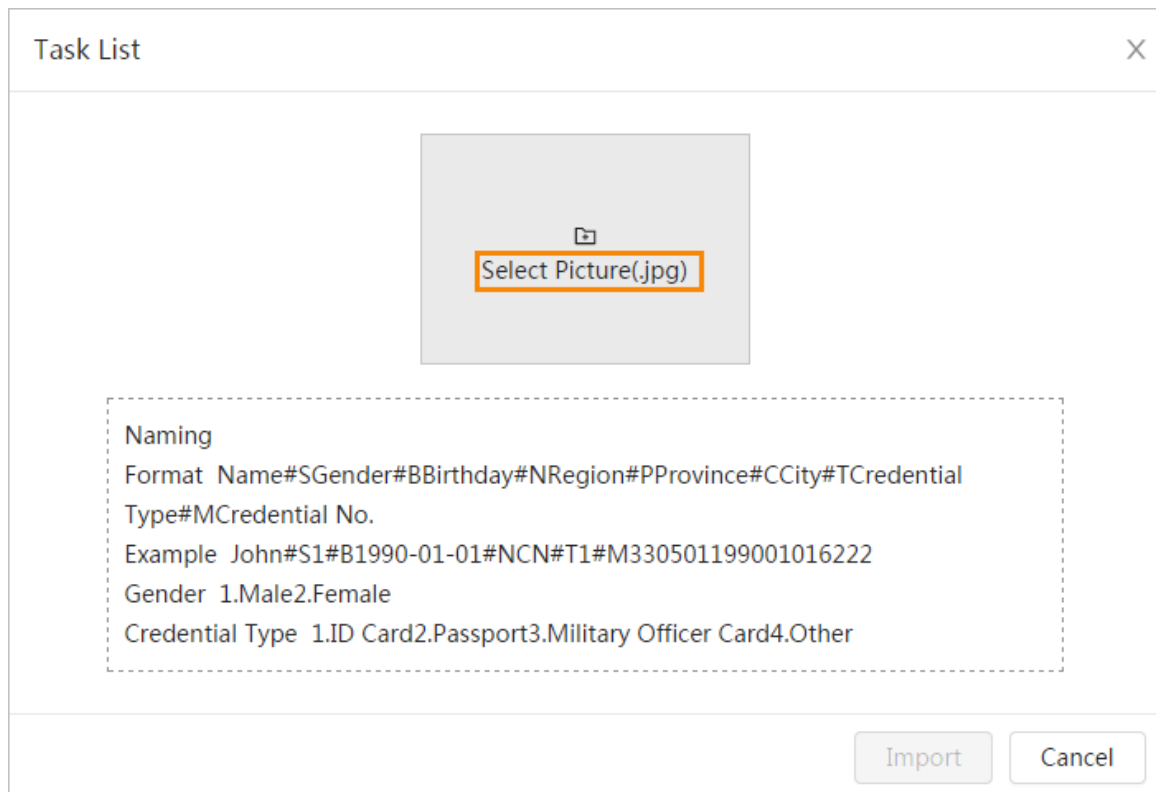 Task List
X
Select Picture(.jpg)
Naming
Format  Name#SGender#BBirthday#NRegion#PProvince#CCity#TCredential
Type#MCredential No.
Example  John#S1#B1990-01-01#NCN#T1#M330501199001016222
Gender  1.Male2.Female
Credential Type  1.ID Card2.Passport3.Military Officer Card4.Other
Import
Cancel